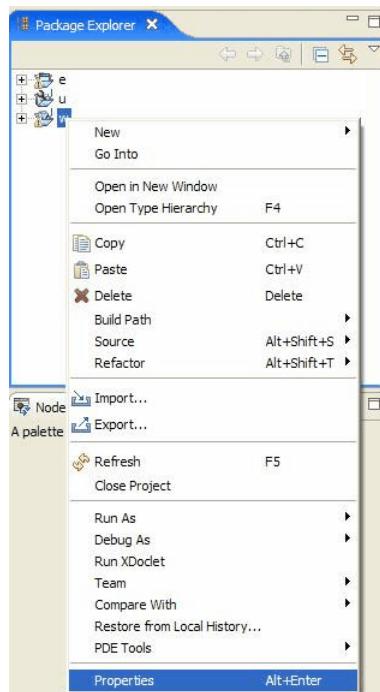 Package Explorer
e
u
w
New
Go Into
Open in New Window
Open Type Hierarchy F4
Copy Ctrl+C
Paste Ctrl+V
Delete Delete
Build Path
Source Alt+Shift+S
Refactor Alt+Shift+T
Import...
Node
Export...
A palette
Refresh F5
Close Project
Run As
Debug As
Run XDoclet
Team
Compare With
Restore from Local History...
PDE Tools
Properties Alt+Enter